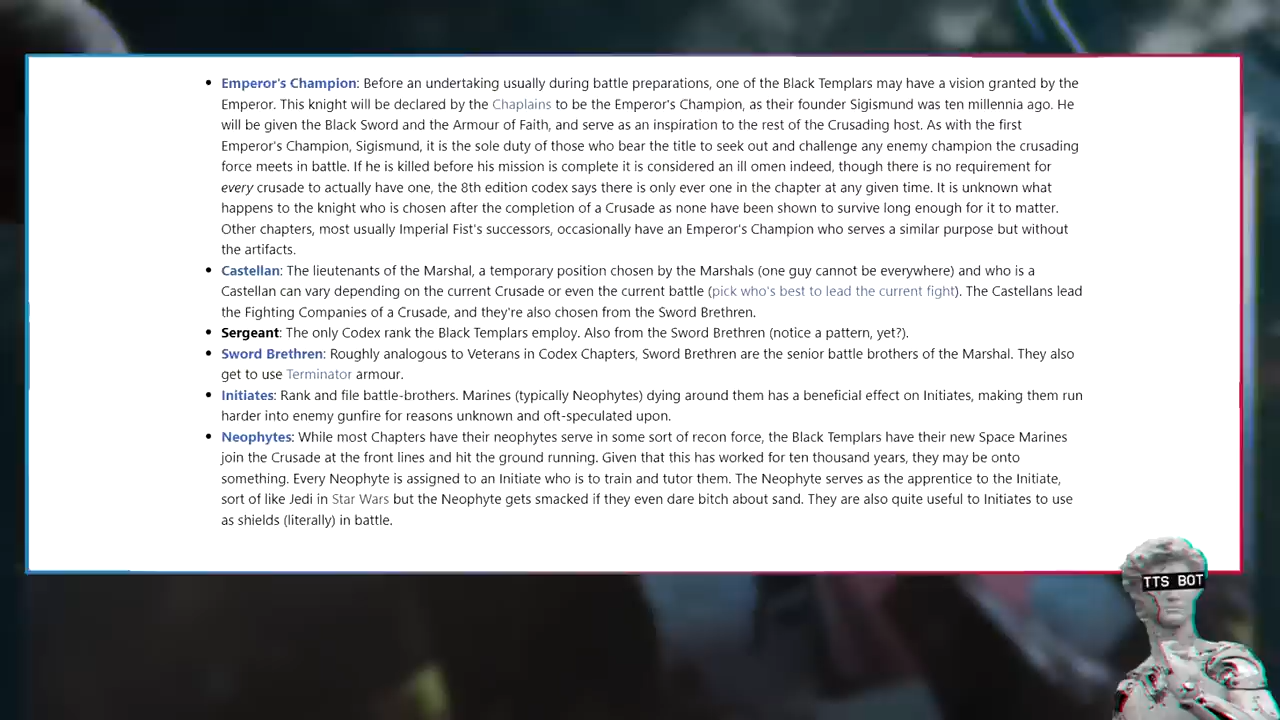 Emperor's Champion: Before an undertaking usually during battle preparations, one of the Black Templars may have a vision granted by the
Emperor. This knight will be declared by the Chaplains to be the Emperor's Champion, as their founder Sigismund was ten millennia ago. He
will be given the Black Sword and the Armour of Faith, and serve as an inspiration to the rest of the Crusading host. As with the first
Emperor's Champion, Sigismund, it is the sole duty of those who bear the title to seek out and challenge any enemy champion the crusading
force meets in battle. If he is killed before his mission is complete it is considered an ill omen indeed, though there is no requirement for
every crusade to actually have one, the 8th edition codex says there is only ever one in the chapter at any given time. It is unknown what
happens to the knight who is chosen after the completion of a Crusade as none have been shown to survive long enough for it to matter.
Other chapters, most usually Imperial Fist's successors, occasionally have an Emperor's Champion who serves a similar purpose but without
the artifacts.
Castellan: The lieutenants of the Marshal, a temporary position chosen by the Marshals (one guy cannot be everywhere) and who is a
Castellan can vary depending on the current Crusade or even the current battle (pick who's best to lead the current fight). The Castellans lead
the Fighting Companies of a Crusade, and they're also chosen from the Sword Brethren.
Sergeant: The only Codex rank the Black Templars employ. Also from the Sword Brethren (notice a pattern, yet?).
Sword Brethren: Roughly analogous to Veterans in Codex Chapters, Sword Brethren are the senior battle brothers of the Marshal. They also
get to use Terminator armour.
Initiates: Rank and file battle-brothers. Marines (typically Neophytes) dying around them has a beneficial effect on Initiates, making them run
harder into enemy gunfire for reasons unknown and oft-speculated upon.
Neophytes: While most Chapters have their neophytes serve in some sort of recon force, the Black Templars have their new Space Marines
join the Crusade at the front lines and hit the ground running. Given that this has worked for ten thousand years, they may be onto
something. Every Neophyte is assigned to an Initiate who is to train and tutor them. The Neophyte serves as the apprentice to the Initiate,
sort of like Jedi in Star Wars but the Neophyte gets smacked if they even dare bitch about sand. They are also quite useful to Initiates to use
as shields (literally) in battle.
TTS BOT